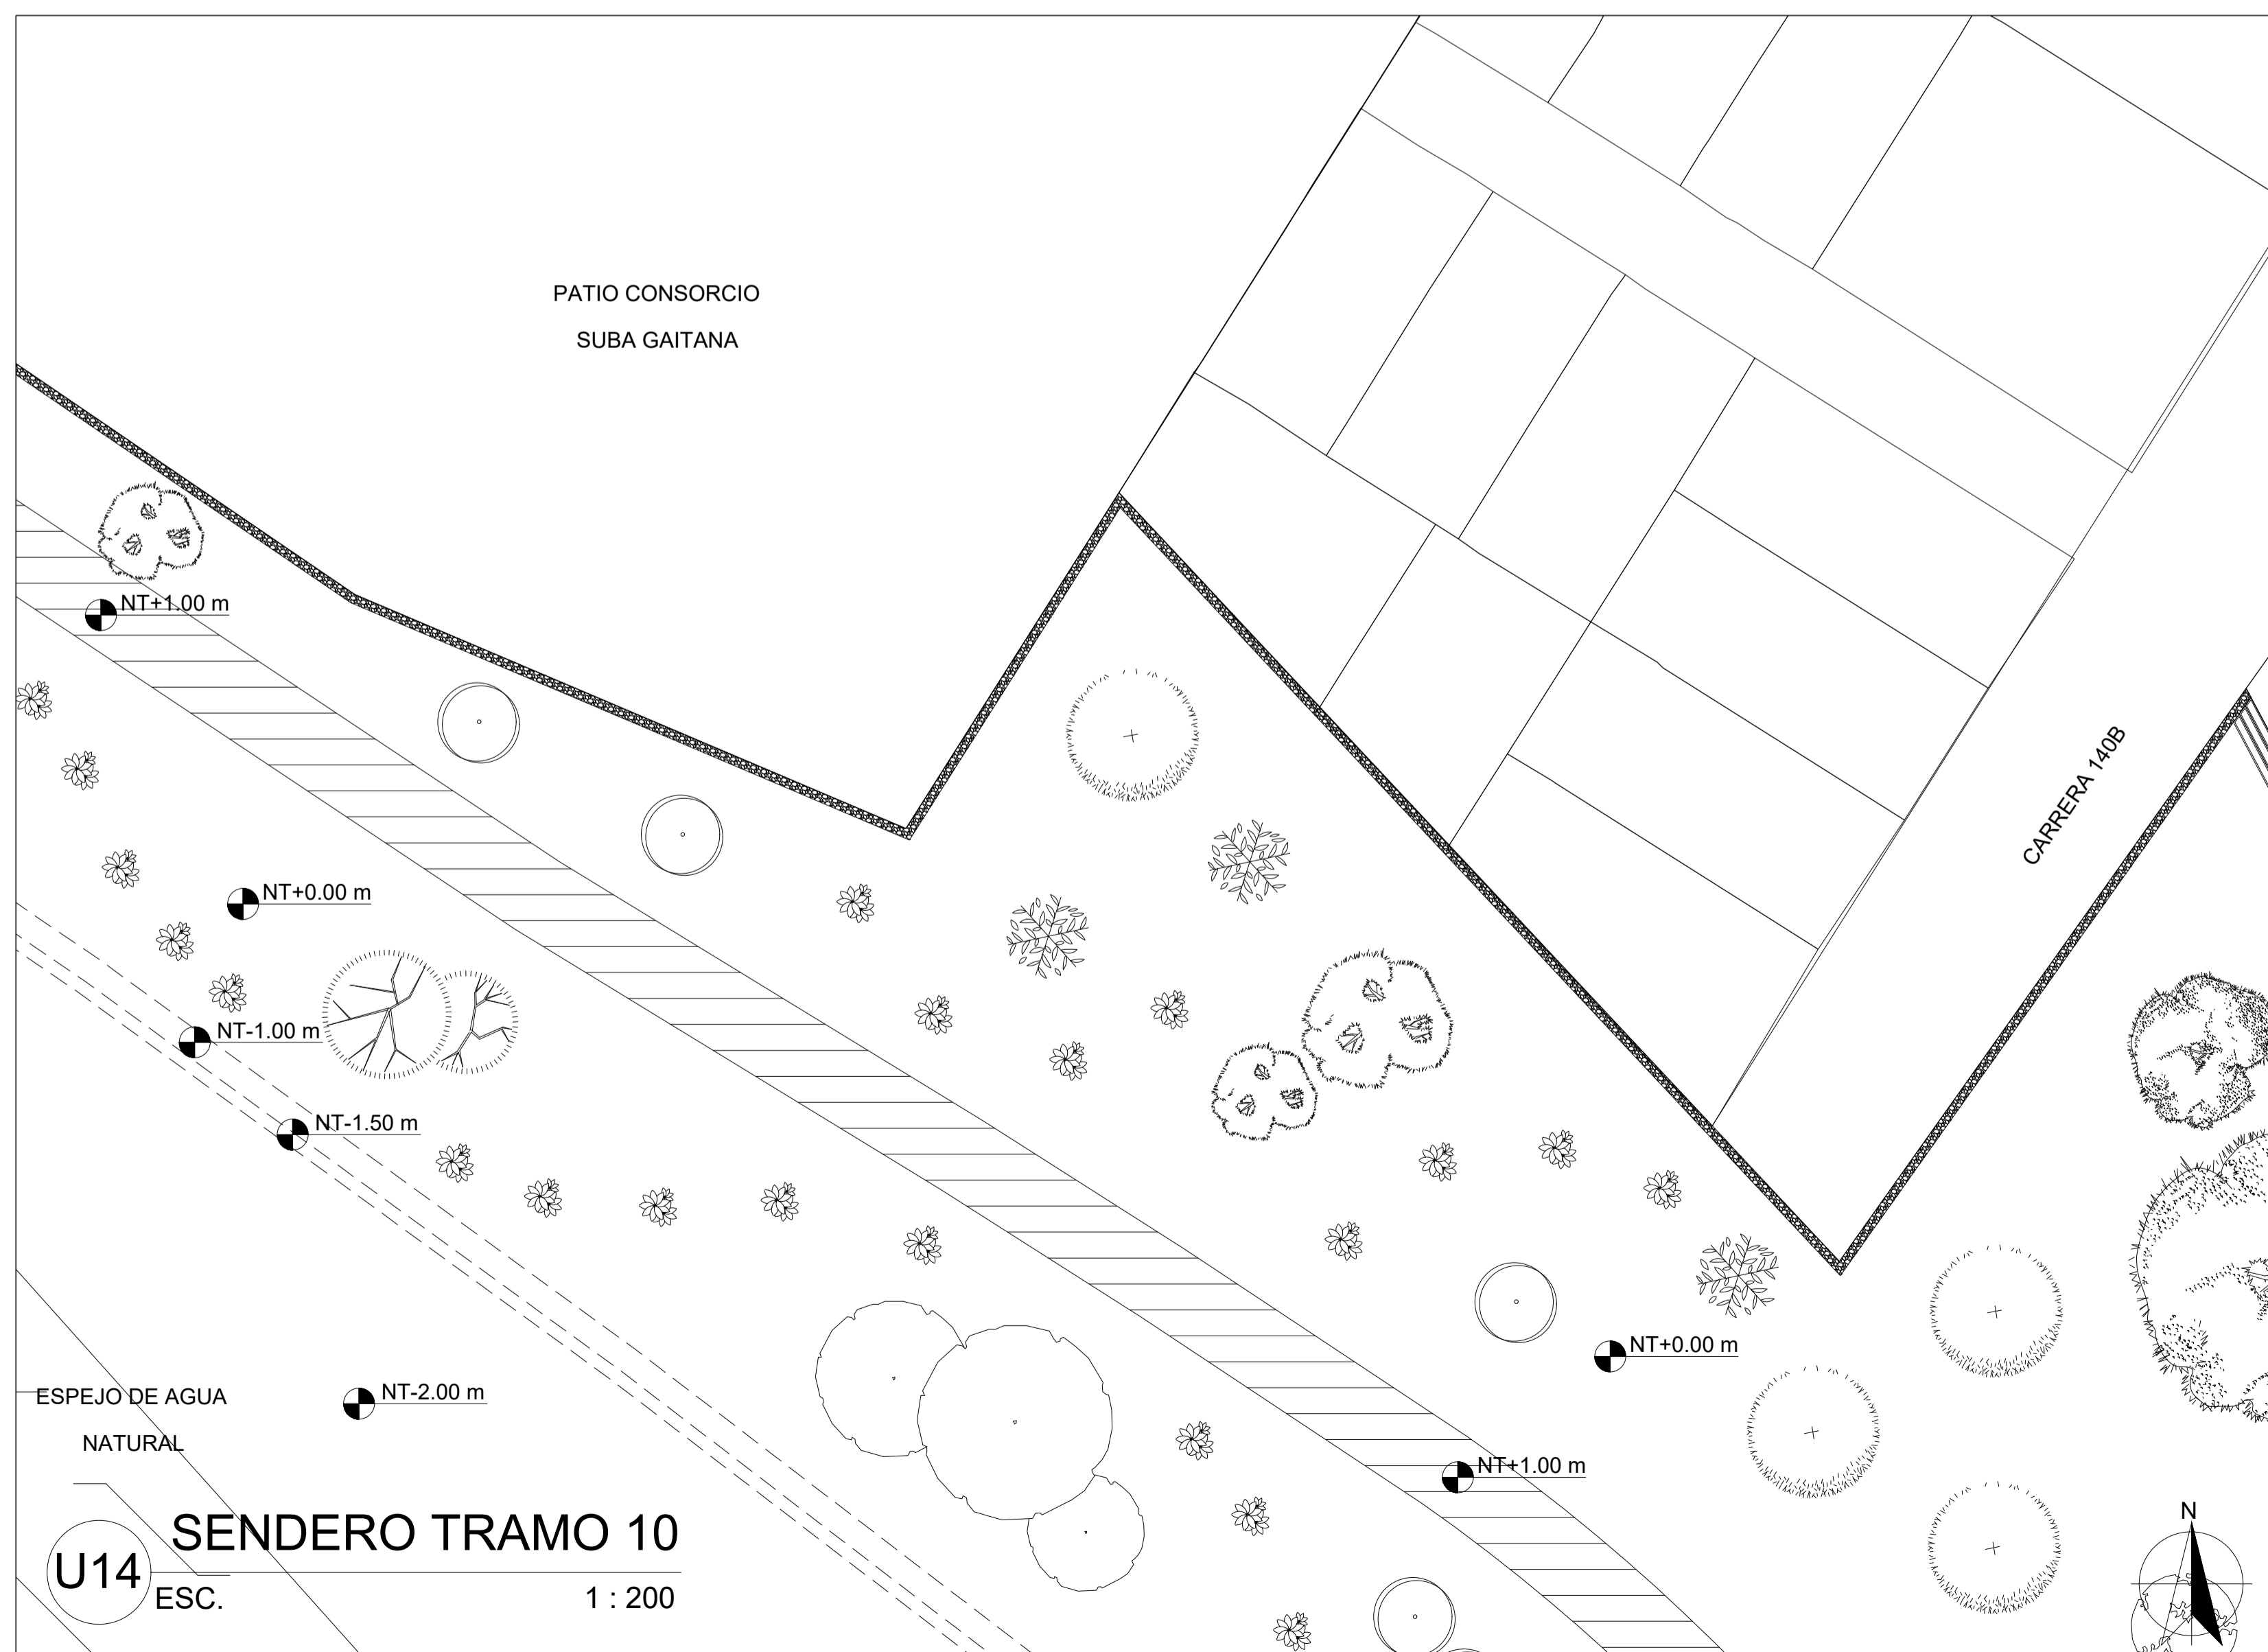 PATIO CONSORCIO
SUBA GAITANA
NT+1.00 m
CARRERA 140B
NT+0.00 m
NT-1.00 m
NT-1.50 m
NT+0.00 m
NT-2.00 m
ESPEJO DE AGUA
NATURAL
NT+1.00 m
N
SENDERO TRAMO 10
U14
ESC.
1 : 200